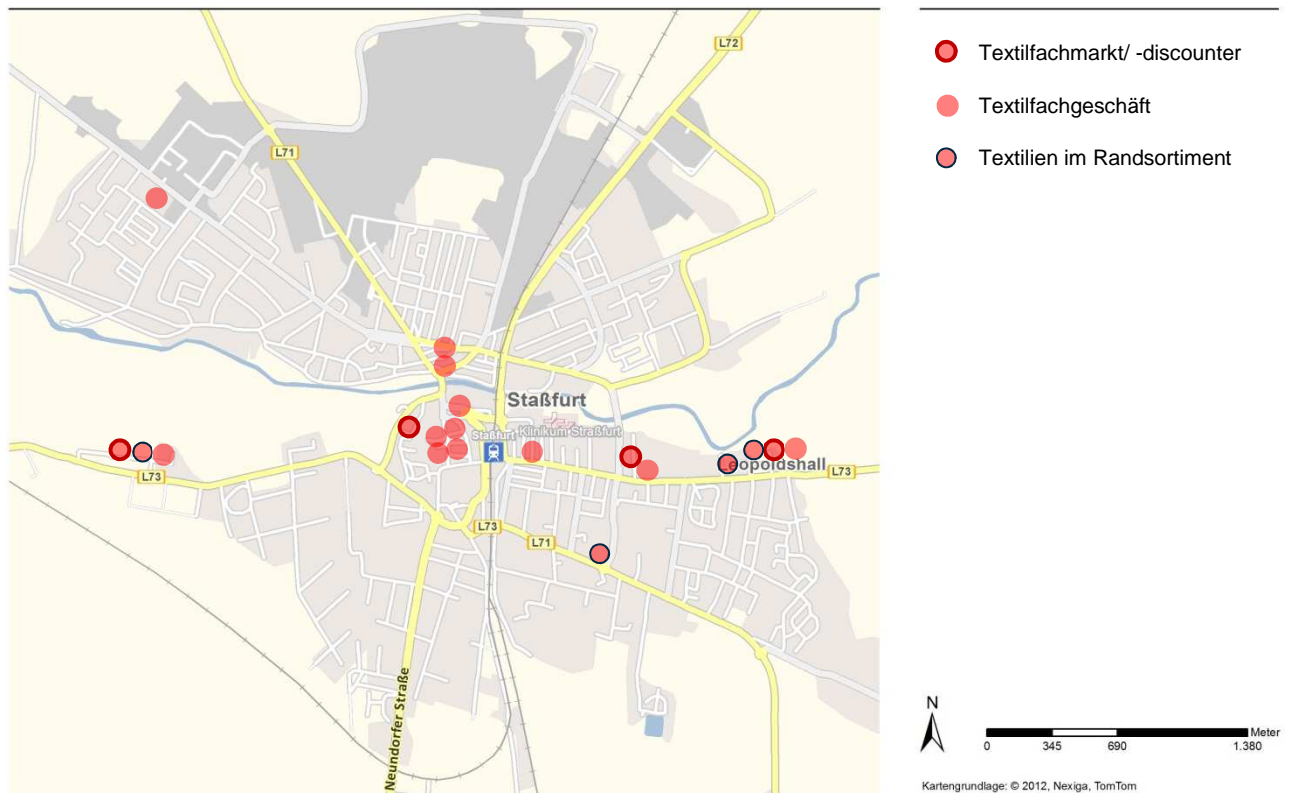 L72
L71
Staßfurt
Klinikum Straßfurt
Staßfurt
Leopoldshall
L73
L73
L73
L71
Neundorfer Straße
Textilfachmarkt/ -discounter
Textilfachgeschäft
Textilien im Randsortiment
N
Meter
0 345 690 1.380
Kartengrundlage: © 2012, Nexiga, TomTom